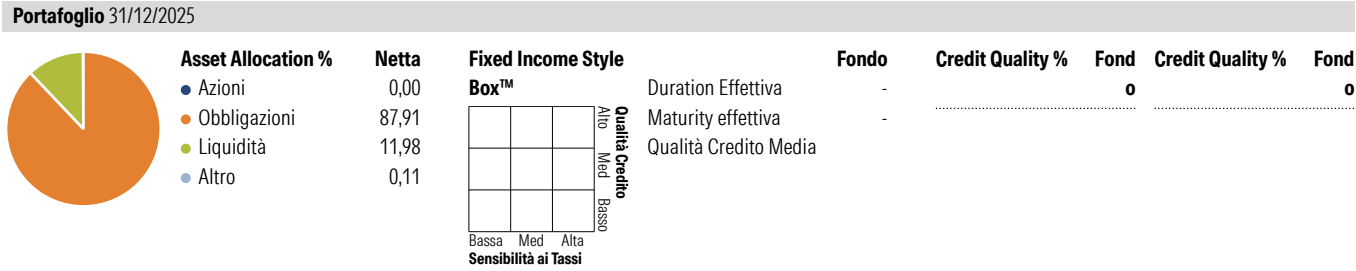 Portafoglio 31/12/2025
Asset Allocation % Netta
Azioni 0,00
Obbligazioni 87,91
Liquidità 11,98
Altro 0,11
Fixed Income Style
Box™
Alto Med Basso
Qualità Credito
Bassa Med Alta
Sensibilità ai Tassi
Fondo
Duration Effettiva -
Maturity effettiva -
Qualità Credito Media
Credit Quality % Fond
o
Credit Quality % Fond
o